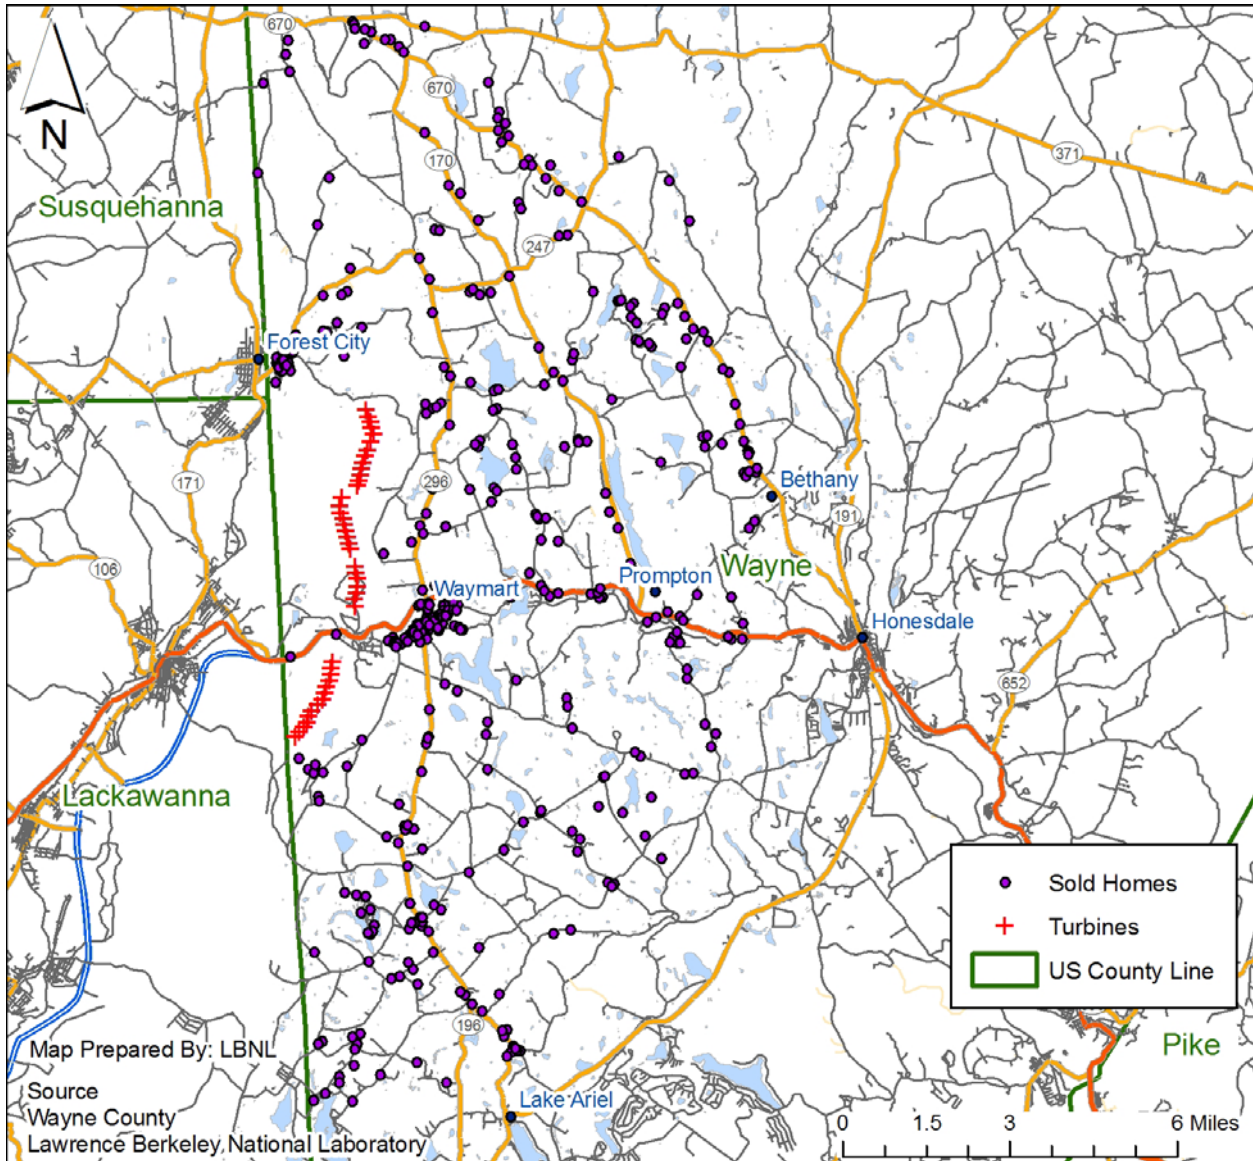 670
670
N
371
170
Susquehanna
247
Forest City
171
296
Bethany
191
106
Wayne
Prompton
Waymart
Honesdale
652
Lackawanna
Sold Homes
Turbines
US County Line
196
Map Prepared By: LBNL
Pike
Source
Wayne County
Lawrence Berkeley National Laboratory
Lake Ariel
0 1.5 3 6 Miles